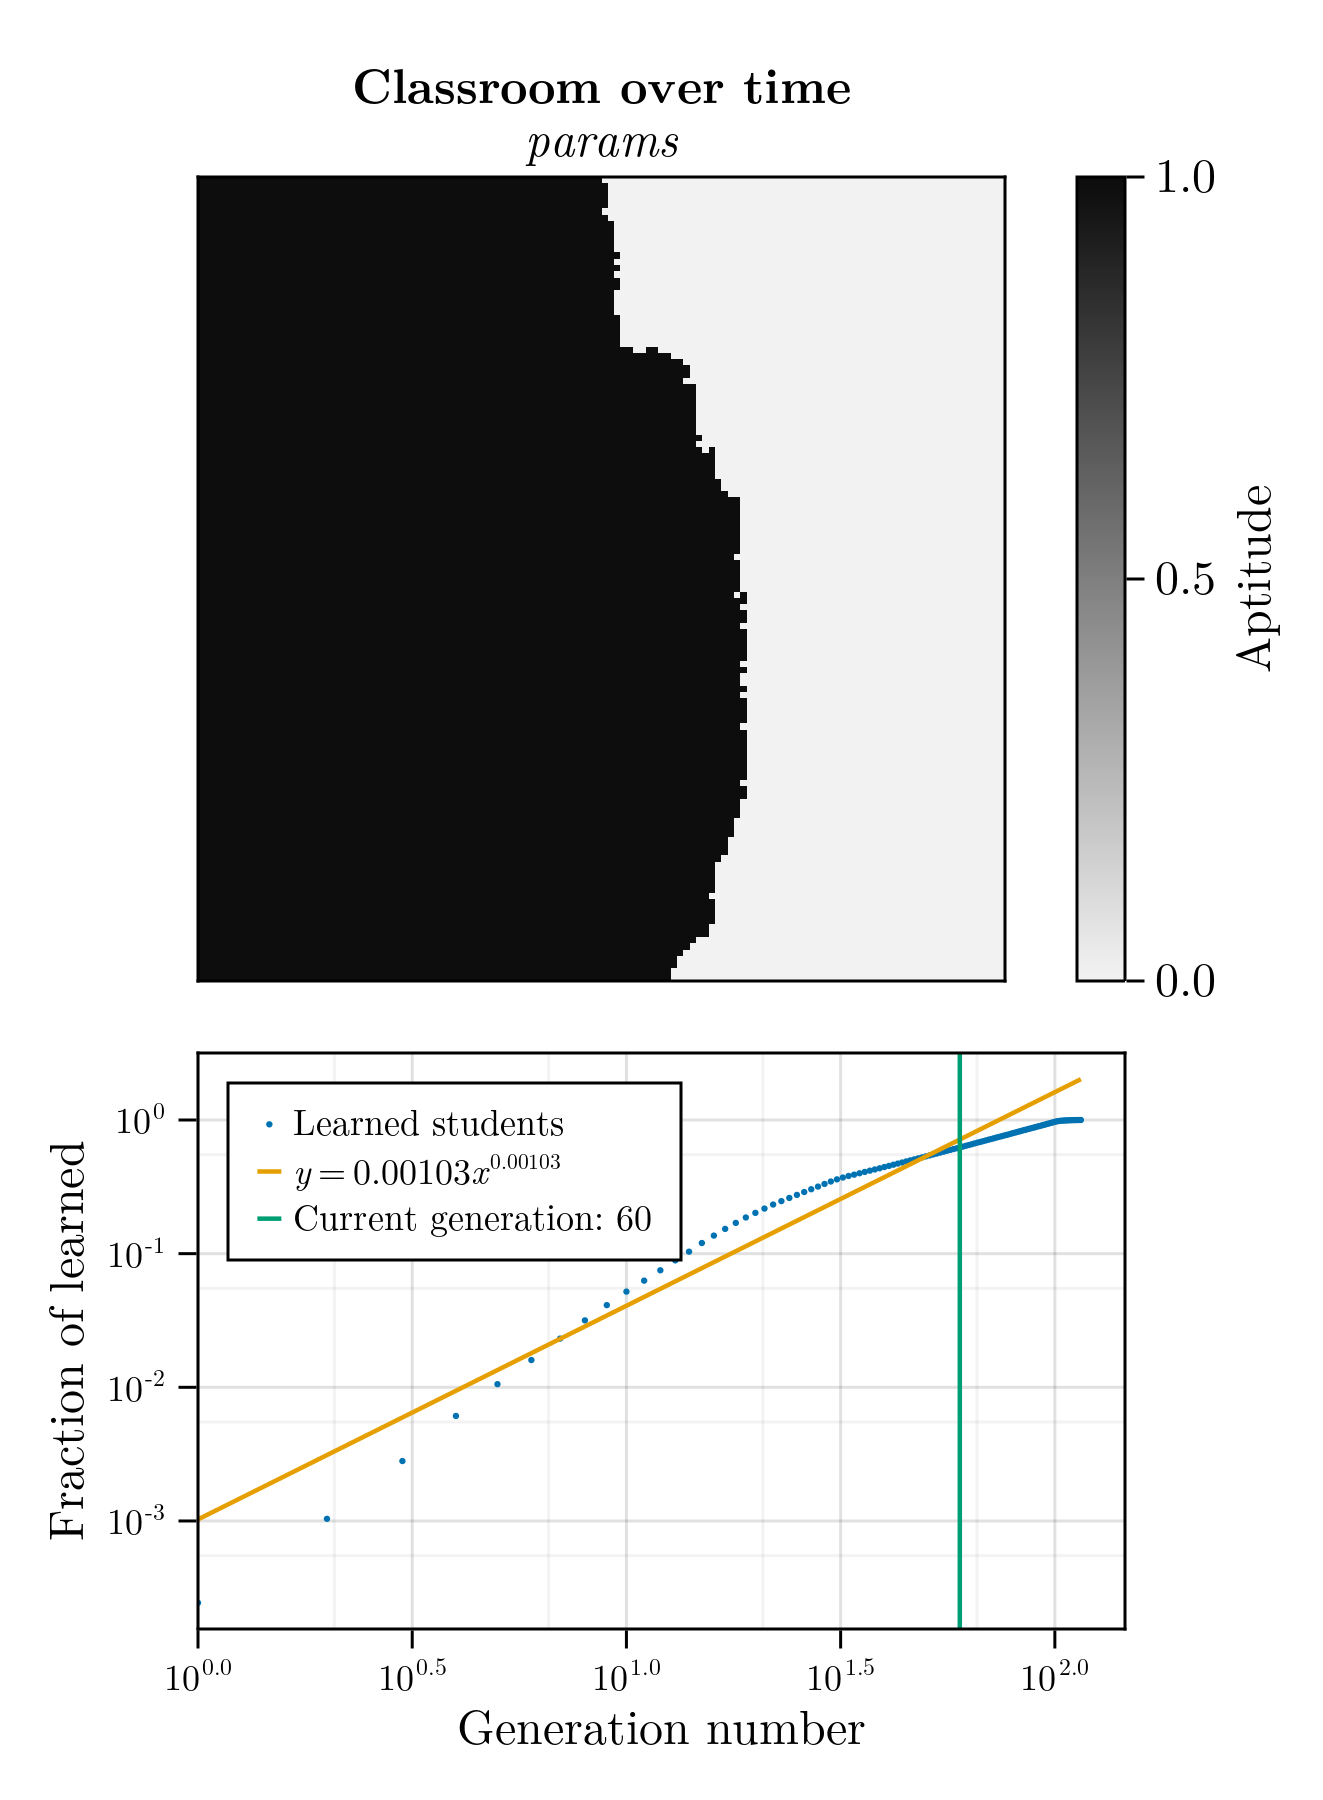 Classroom over time
params
1.0
0.5
0.0
Aptitude
Learned students
y = 0.00103x^0.00103
Current generation: 60
10^0
10^-1
10^-2
10^-3
Fraction of learned
10^0.0 10^0.5 10^1.0 10^1.5 10^2.0
Generation number